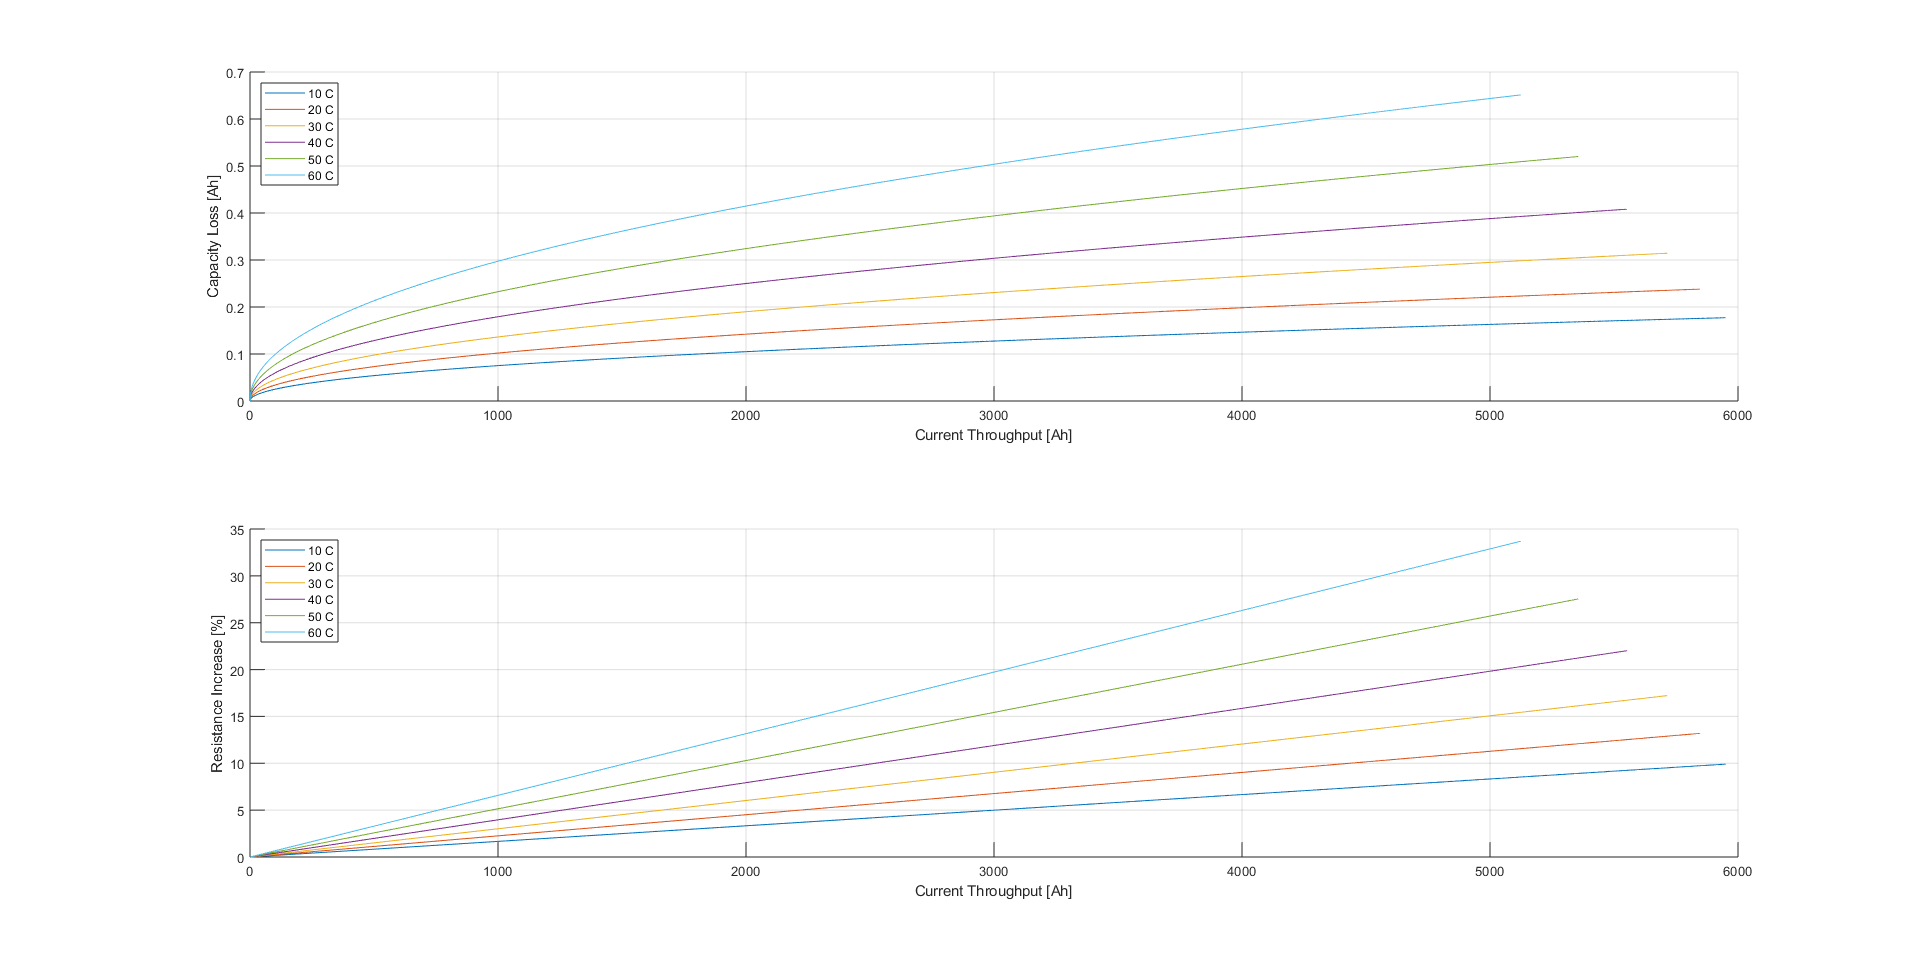 0.7
0.6
0.5
0.4
0.3
0.2
0.1
0
Capacity Loss [Ah]
10 C
20 C
30 C
40 C
50 C
60 C
0 1000 2000 3000 4000 5000 6000
Current Throughput [Ah]
35
30
25
20
15
10
5
0
Resistance Increase [%]
10 C
20 C
30 C
40 C
50 C
60 C
0 1000 2000 3000 4000 5000 6000
Current Throughput [Ah]